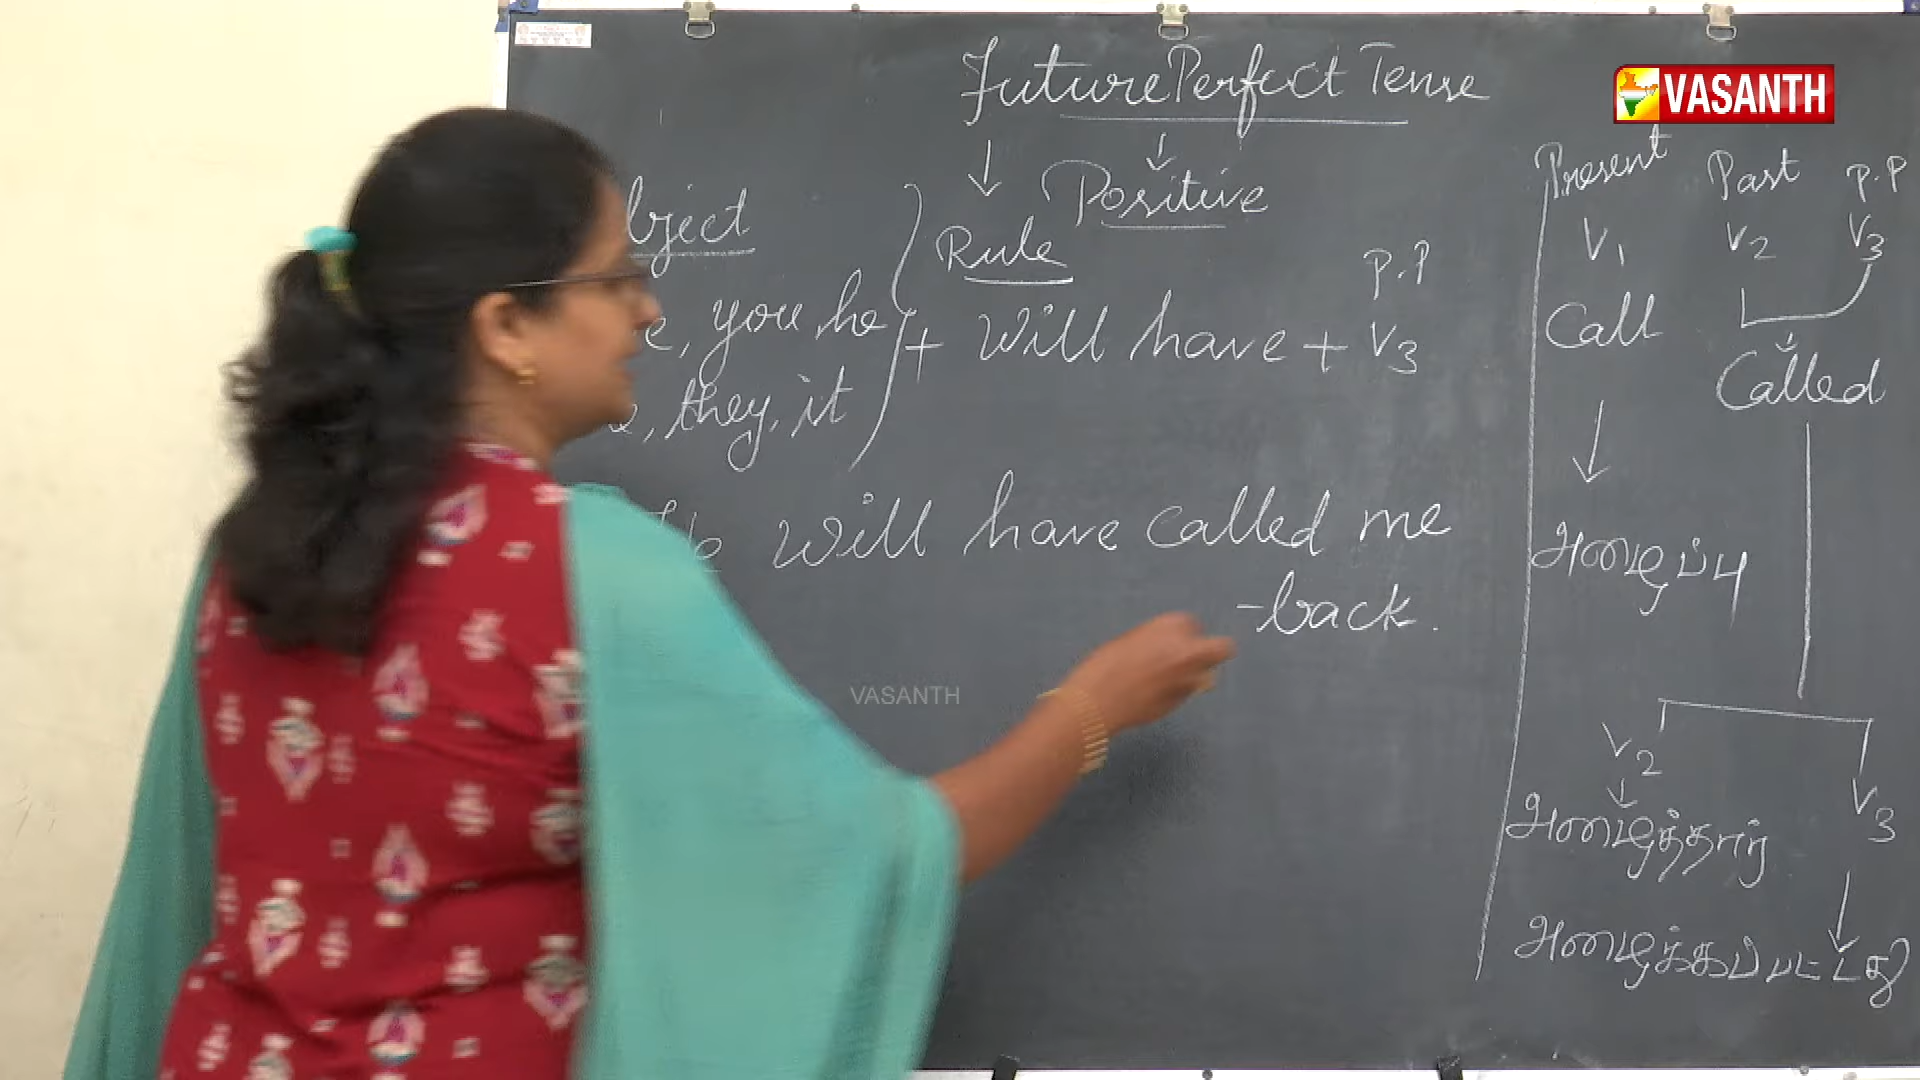 VASANTH
Future Perfect Tense
Positive
Rule
P.P
, you, he
+ Will have + V3
, they, it
will have called me
-back.
Present Past P.P
V1 V2 V3
Call
Called
அழைப்பு
V2
V3
அழைத்தார்
அழைக்கப்பட்டது
VASANTH